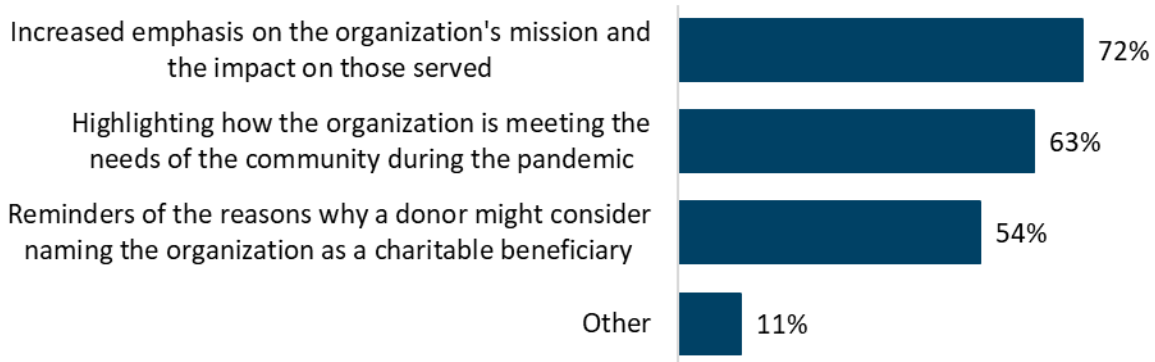 Increased emphasis on the organization's mission and
the impact on those served
72%
Highlighting how the organization is meeting the
needs of the community during the pandemic
63%
Reminders of the reasons why a donor might consider
naming the organization as a charitable beneficiary
54%
Other
11%